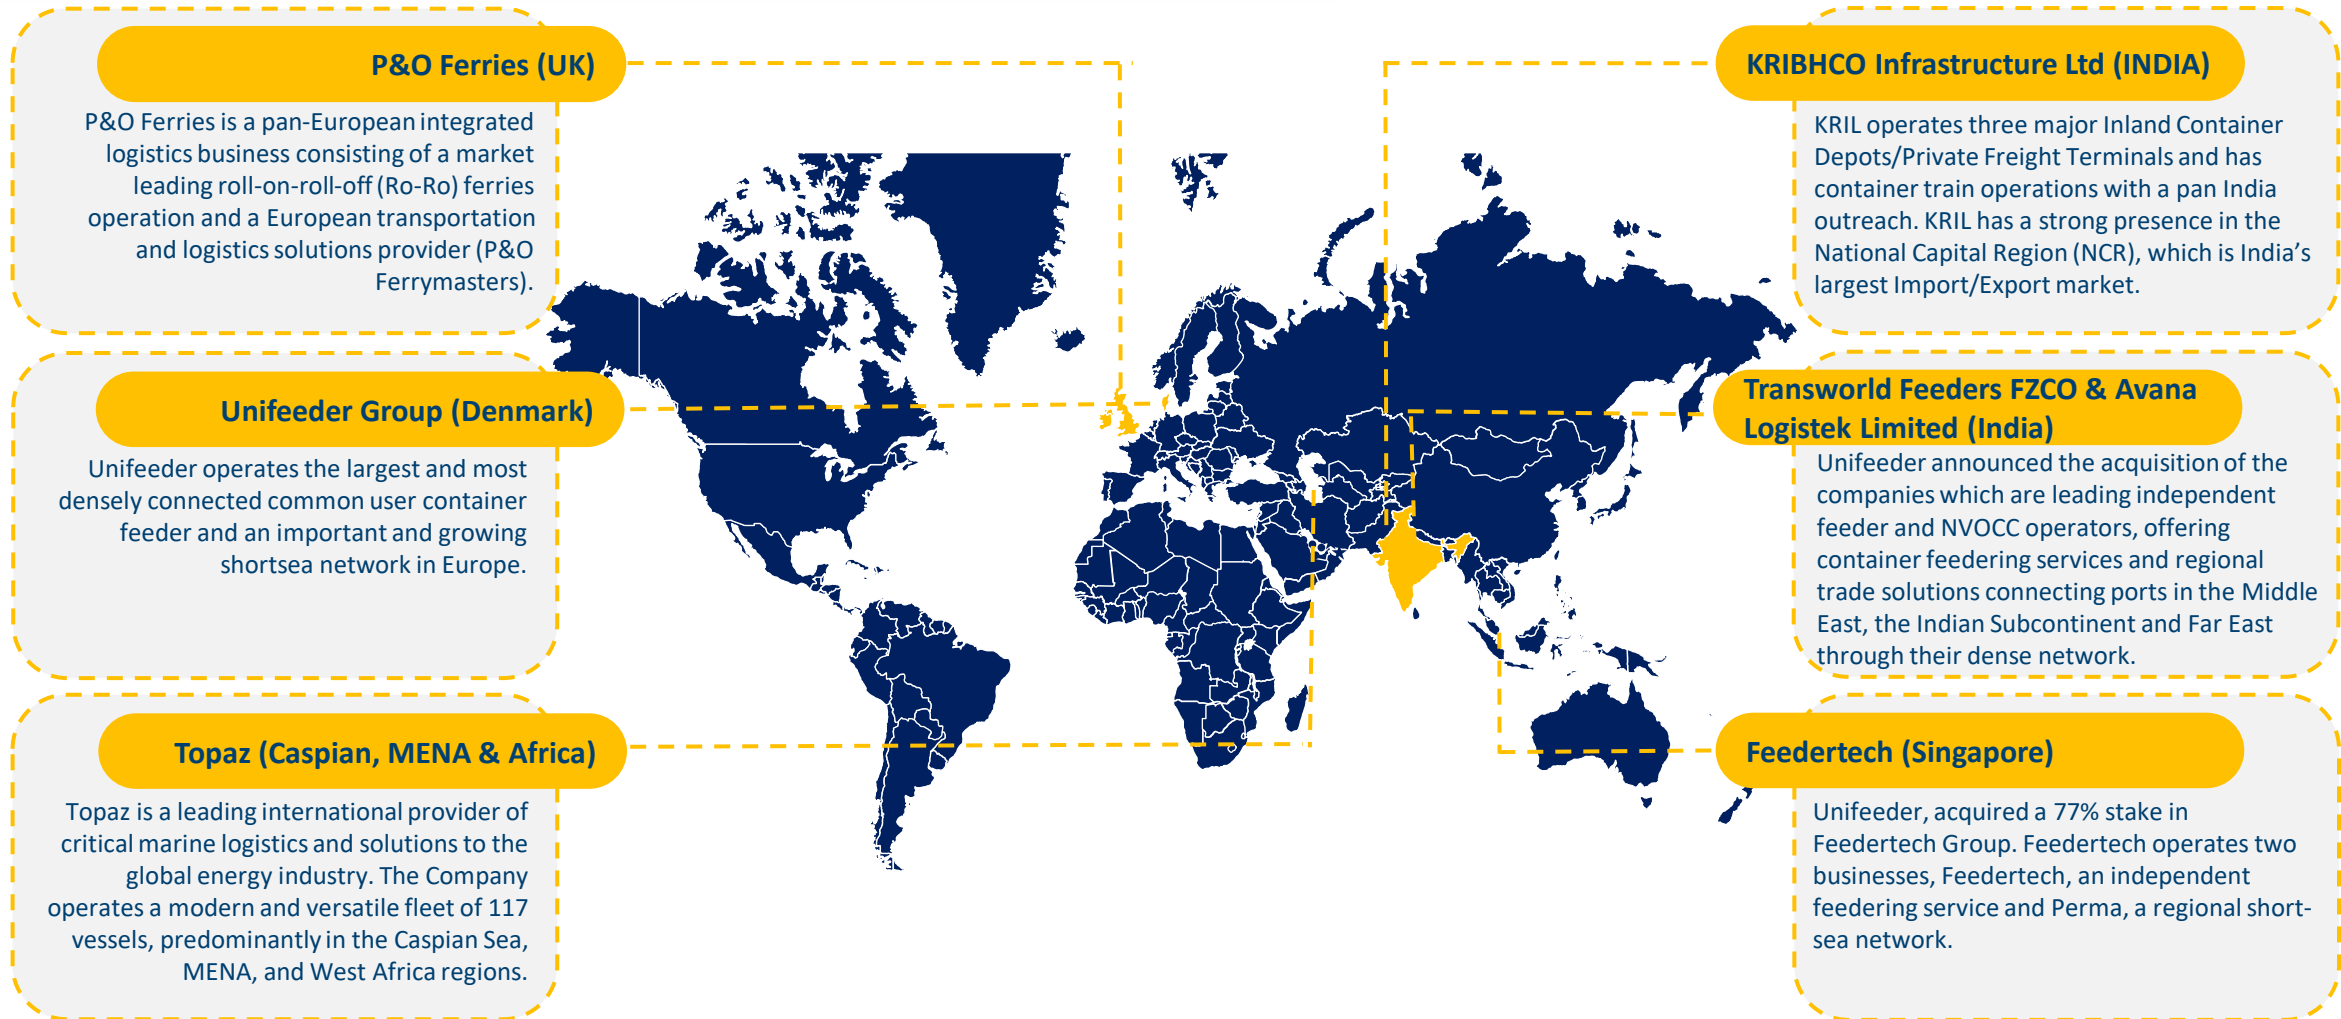 P&O Ferries (UK)
P&O Ferries is a pan-European integrated
logistics business consisting of a market
leading roll-on-roll-off (Ro-Ro) ferries
operation and a European transportation
and logistics solutions provider (P&O
Ferrymasters).
Unifeeder Group (Denmark)
Unifeeder operates the largest and most
densely connected common user container
feeder and an important and growing
shortsea network in Europe.
Topaz (Caspian, MENA & Africa)
Topaz is a leading international provider of
critical marine logistics and solutions to the
global energy industry. The Company
operates a modern and versatile fleet of 117
vessels, predominantly in the Caspian Sea,
MENA, and West Africa regions.
KRIBHCO Infrastructure Ltd (INDIA)
KRIL operates three major Inland Container
Depots/Private Freight Terminals and has
container train operations with a pan India
outreach. KRIL has a strong presence in the
National Capital Region (NCR), which is India’s
largest Import/Export market.
Transworld Feeders FZCO & Avana
Logistek Limited (India)
Unifeeder announced the acquisition of the
companies which are leading independent
feeder and NVOCC operators, offering
container feedering services and regional
trade solutions connecting ports in the Middle
East, the Indian Subcontinent and Far East
through their dense network.
Feedertech (Singapore)
Unifeeder, acquired a 77% stake in
Feedertech Group. Feedertech operates two
businesses, Feedertech, an independent
feedering service and Perma, a regional short-
sea network.